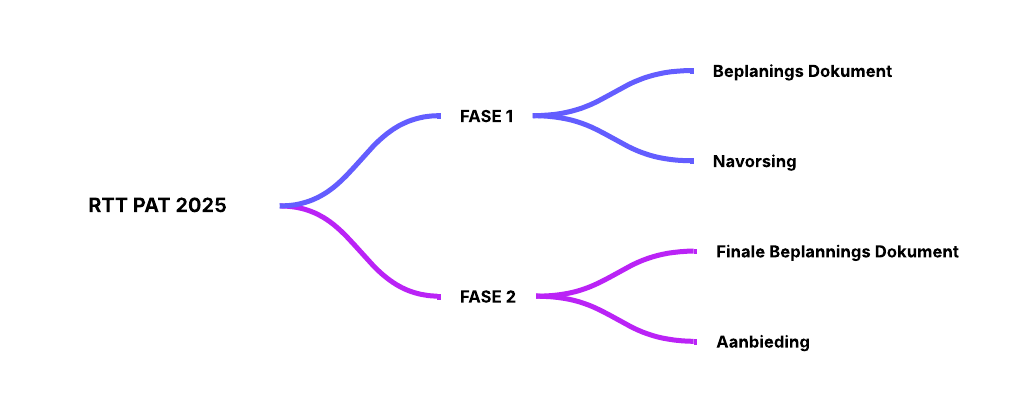 RTT PAT 2025
FASE 1
Beplanings Dokument
Navorsing
FASE 2
Finale Beplannings Dokument
Aanbieding